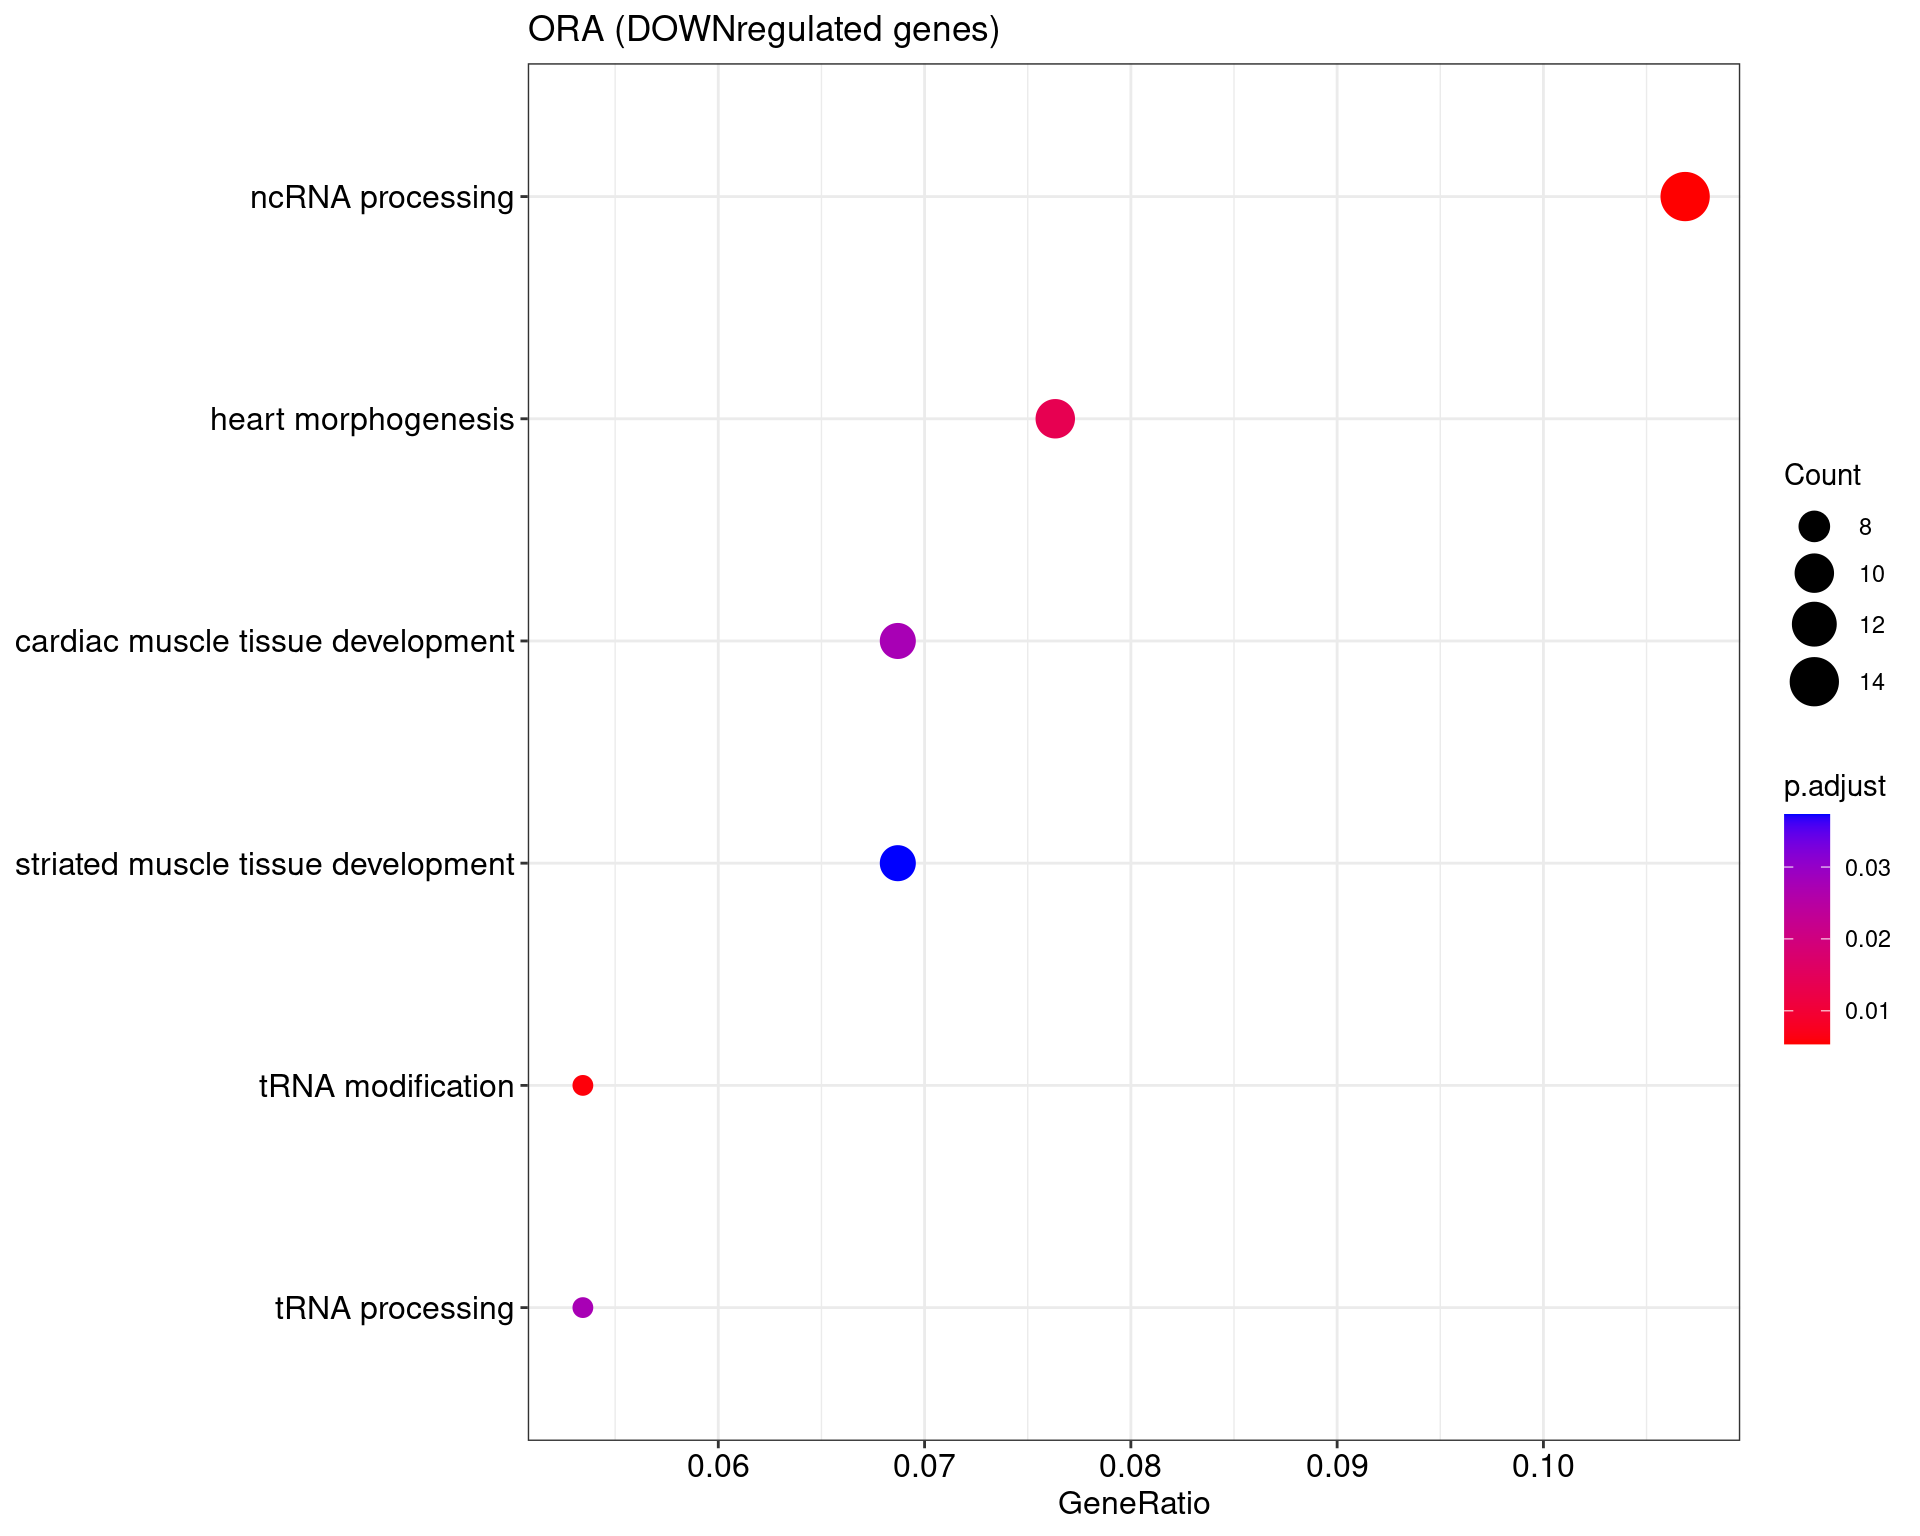 ORA (DOWNregulated genes)
ncRNA processing
heart morphogenesis
cardiac muscle tissue development
striated muscle tissue development
tRNA modification
tRNA processing
0.06 0.07 0.08 0.09 0.10
GeneRatio
Count
8
10
12
14
p.adjust
0.03
0.02
0.01